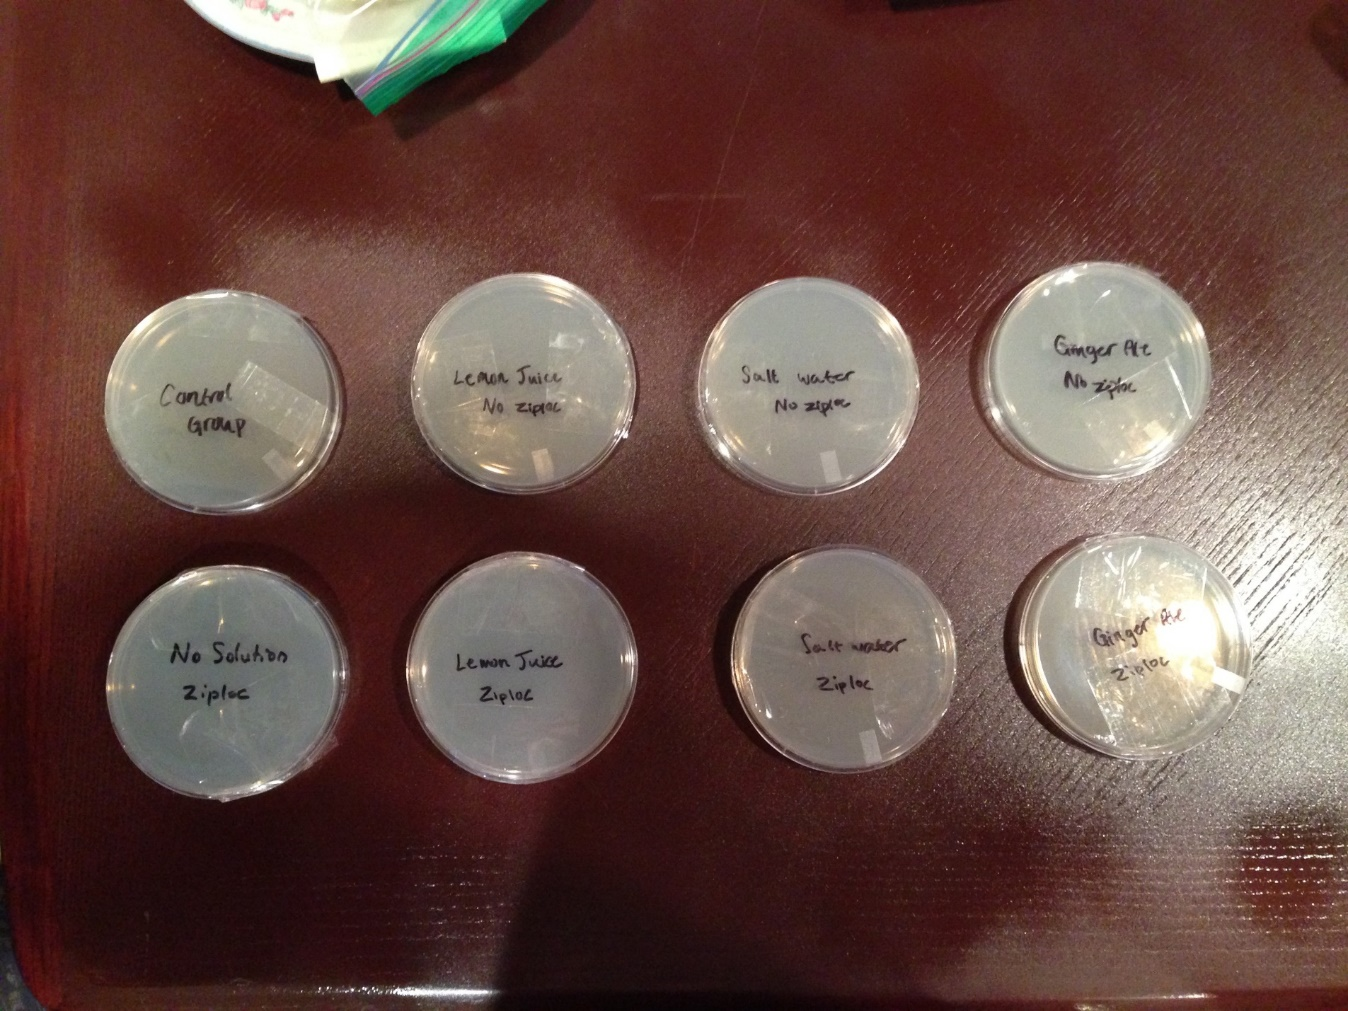 Control
Group
Lemon Juice
No ziploc
Salt water
No ziploc
Ginger Ale
No ziploc
No Solution
Ziploc
Lemon Juice
Ziploc
Salt water
Ziploc
Ginger Ale
Ziploc